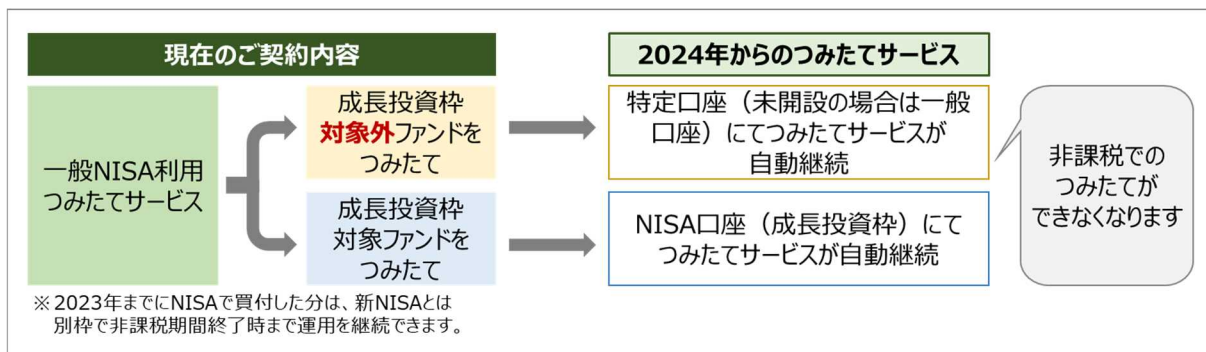 現在のご契約内容
2024年からのつみたてサービス
一般NISA利用
つみたてサービス
成長投資枠
対象外ファンドを
つみたて
特定口座（未開設の場合は一般
口座）にてつみたてサービスが
自動継続
非課税での
つみたてが
できなくなります
成長投資枠
対象ファンドを
つみたて
NISA口座（成長投資枠）にて
つみたてサービスが自動継続
※2023年までにNISAで買付した分は、新NISAとは
別枠で非課税期間終了時まで運用を継続できます。